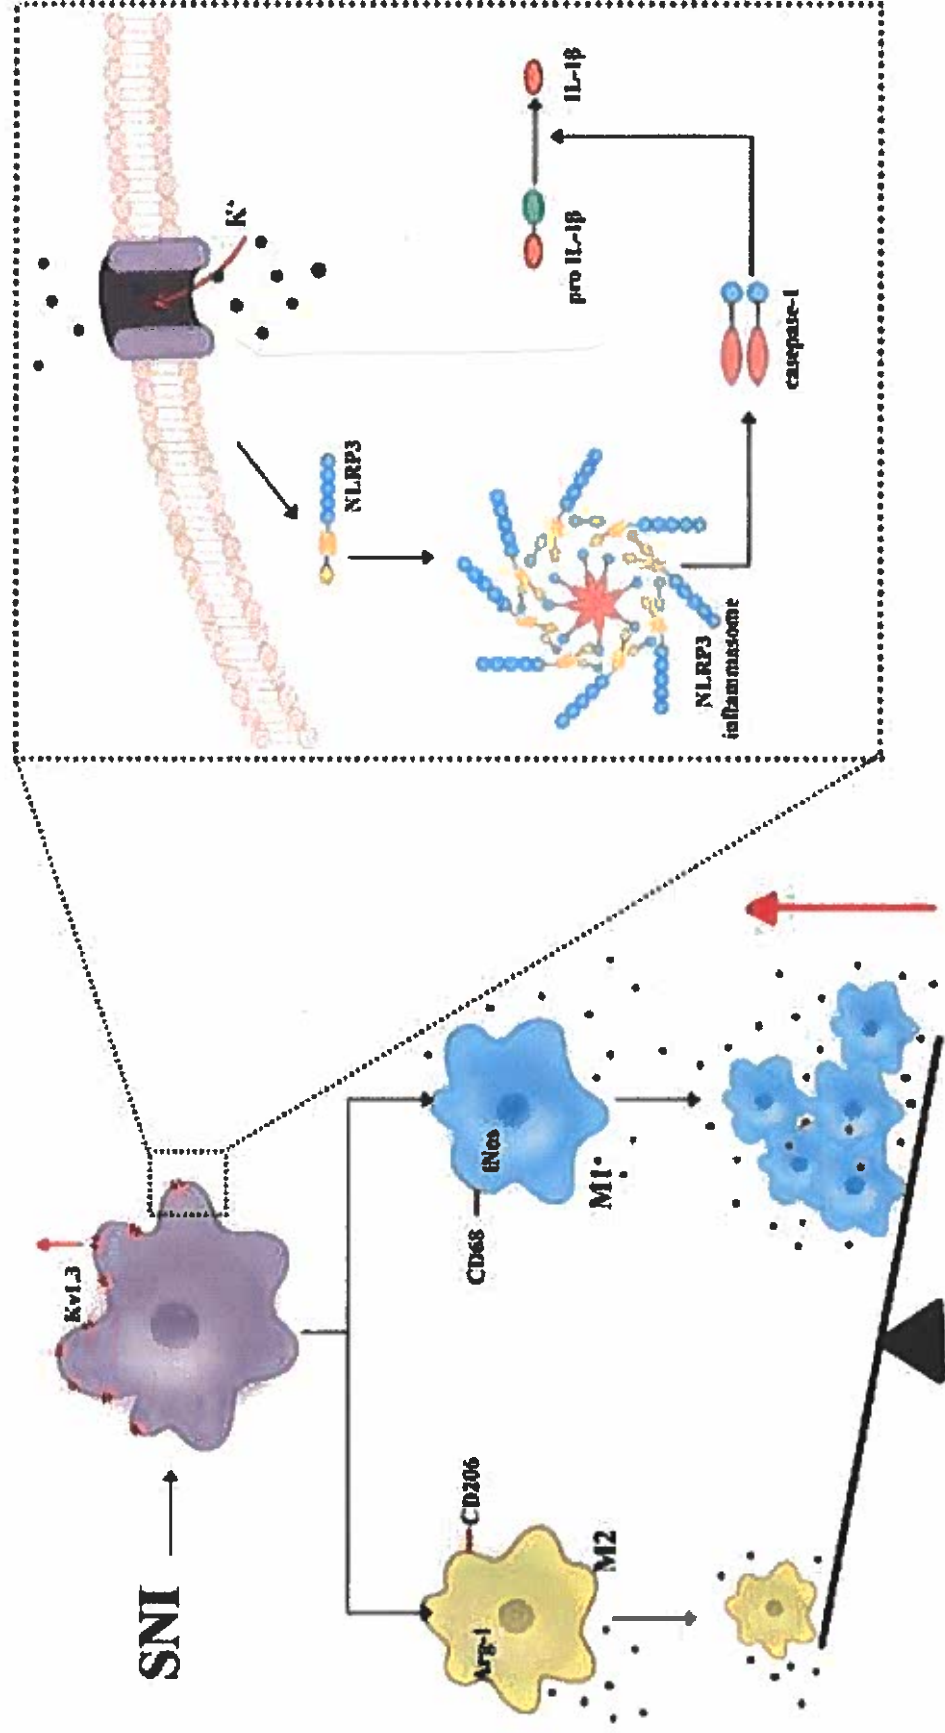 SNI
Kv1.3
Arg-1
CD206
M2
CD68
iNos
M1
K+
NLRP3
NLRP3
inflammasome
casepase-1
pro IL-1β
IL-1β